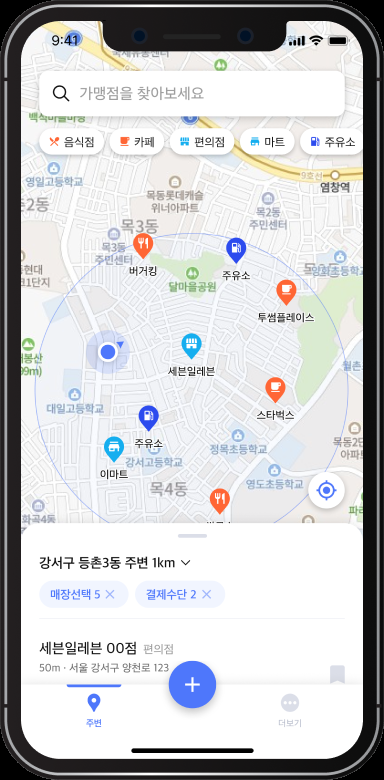 9:41
가맹점을 찾아보세요
음식점 카페 편의점 마트 주유소
영일고등학교
9호선
염창역
목동롯데캐슬
위너아파트
목2동
주민센터
목3동
목3동
주민센터
버거킹
주유소
달마을공원
투썸플레이스
세븐일레븐
대일고등학교
스타벅스
주유소
정목초등학교
이마트
강서고등학교
영도초등학교
목4동
강서구 등촌3동 주변 1km
매장선택 5 결제수단 2
세븐일레븐 00점 편의점
50m · 서울 강서구 양천로 123
주변 더보기